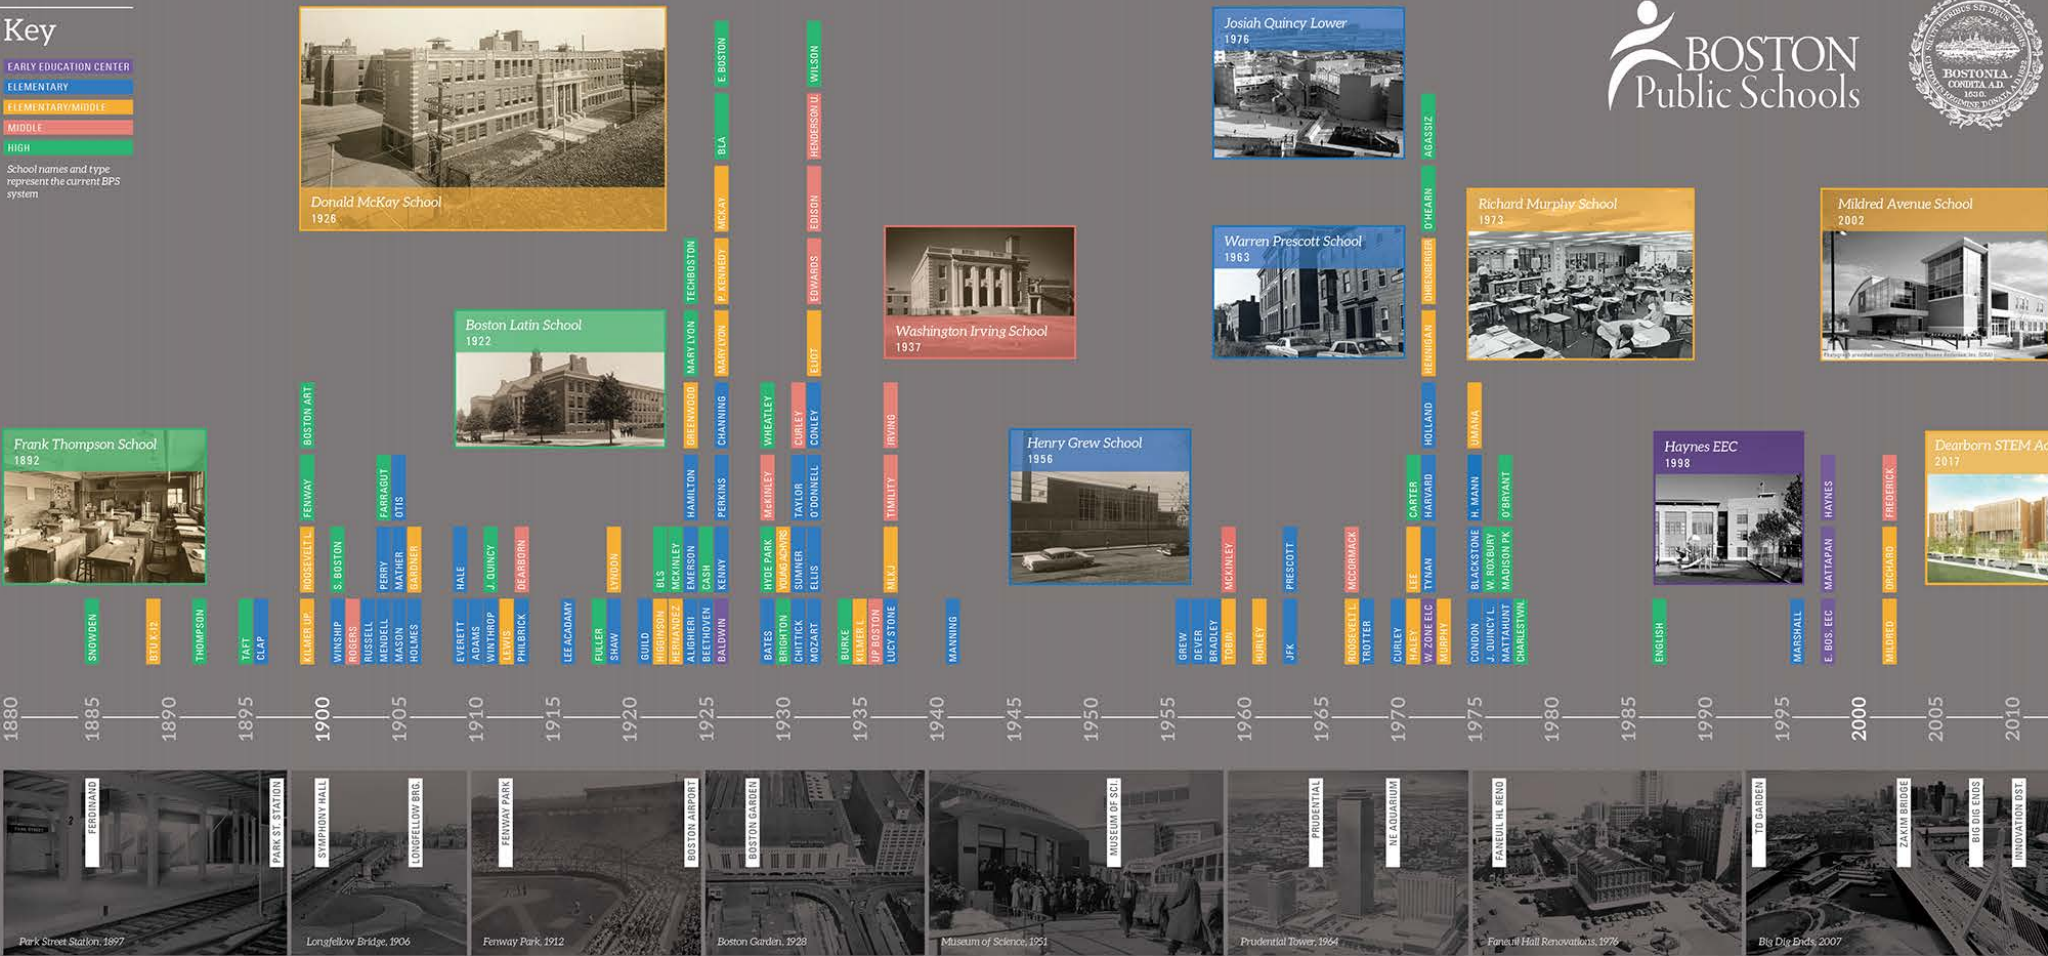 Key
EARLY EDUCATION CENTER
ELEMENTARY
ELEMENTARY/MIDDLE
MIDDLE
HIGH
School names and type
represent the current BPS
system
Donald McKay School
1926
Josiah Quincy Lower
1976
BOSTON
Public Schools
BOSTONIA.
CONDITA A.D.
1630.
Richard Murphy School
1973
Mildred Avenue School
2002
Warren Prescott School
1963
Washington Irving School
1937
Boston Latin School
1922
Frank Thompson School
1892
Henry Grew School
1956
Haynes EEC
1998
Dearborn STEM Ac
2017
SNOWDEN
BTU K-12
THOMPSON
TAFT
CLAP
BOSTON ART
FENWAY
ROOSEVELT L.
KILMER UP
S. BOSTON
WINSHIP
ROGERS
RUSSELL
FARRAGUT
PERRY
MENDELL
OTIS
MATHER
MASON
GARDNER
HOLMES
HALE
EVERETT
ADAMS
J. QUINCY
WINTHROP
LEWIS
DEARBORN
PHILBRICK
LEE ACADAMY
FULLER
LYNDON
SHAW
GUILD
BLS
HIGGINSON
MCKINLEY
HERNANDEZ
TECHBOSTON
MARY LYON
GREENWOOD
HAMILTON
EMERSON
ALIGHIERI
CASH
BEETHOVEN
E. BOSTON
BLA
MCKAY
P. KENNEDY
MARY LYON
CHANNING
PERKINS
KENNY
BALDWIN
WHEATLEY
McKINLEY
HYDE PARK
BATES
YOUNG ACHVRS
BRIGHTON
CURLEY
TAYLOR
SUMNER
CHITTICK
WILSON
HENDERSON U.
EDISON
EDWARDS
ELIOT
CONLEY
O'DONNELL
ELLIS
MOZART
BURKE
KILMER L.
UP BOSTON
IRVING
TIMILITY
MLKJ
LUCY STONE
MANNING
GREW
DEVER
BRADLEY
MCKINLEY
TOBIN
HURLEY
PRESCOTT
JFK
MCCORMACK
ROOSEVELT L.
TROTTER
CURLEY
CARTER
LEE
HALEY
AGASSIZ
O'HEARN
OHRENBERGER
HENNIGAN
HOLLAND
HARVARD
TYNAN
W. ZONE ELC
MURPHY
UMANA
H. MANN
BLACKSTONE
CONDON
W. ROXBURY
J. QUINCY L.
O'BRYANT
MADISON PK
MATTAHUNT
CHARLESTWN.
ENGLISH
MARSHALL
HAYNES
MATTAPAN
E. BOS. EEC
FREDERICK
ORCHARD
MILDRED
1880
1885
1890
1895
1900
1905
1910
1915
1920
1925
1930
1935
1940
1945
1950
1955
1960
1965
1970
1975
1980
1985
1990
1995
2000
2005
2010
FERDINAND
PARK ST. STATION
SYMPHONY HALL
LONGFELLOW BRG.
FENWAY PARK
BOSTON AIRPORT
BOSTON GARDEN
MUSEUM OF SCI.
PRUDENTIAL
NE AQUARIUM
FANEUIL HL RENO
TD GARDEN
ZAKIM BRIDGE
BIG DIG ENDS
INNOVATION DST.
Park Street Station, 1897
Longfellow Bridge, 1906
Fenway Park, 1912
Boston Garden, 1928
Museum of Science, 1951
Prudential Tower, 1964
Faneuil Hall Renovations, 1976
Big Dig Ends, 2007